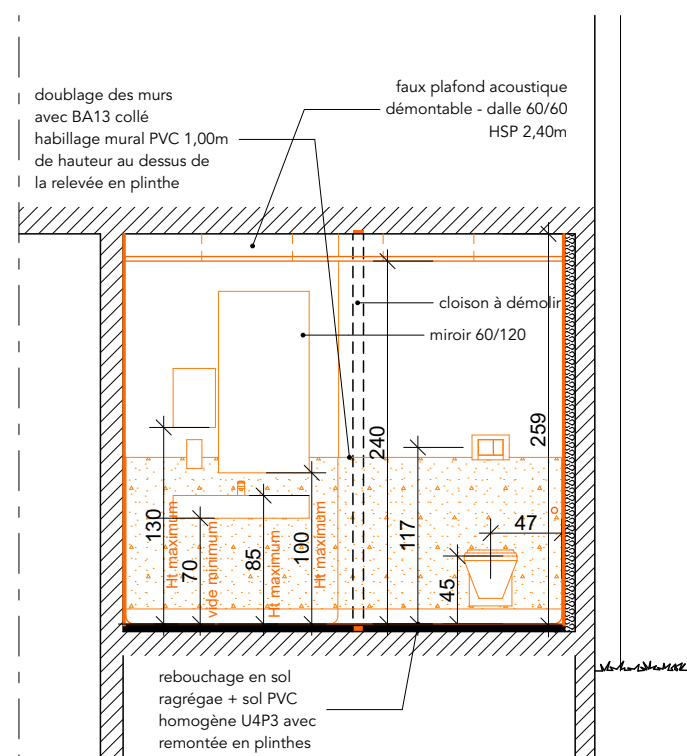 doublage des murs
avec BA13 collé
habillage mural PVC 1,00m
de hauteur au dessus de
la relevée en plinthe
faux plafond acoustique
démontable - dalle 60/60
HSP 2,40m
cloison à démolir
miroir 60/120
240
259
130
Ht maximum
70
vide minimum
85
Ht maximum
100
Ht maximum
117
45
47
rebouchage en sol
ragrégae + sol PVC
homogène U4P3 avec
remontée en plinthes